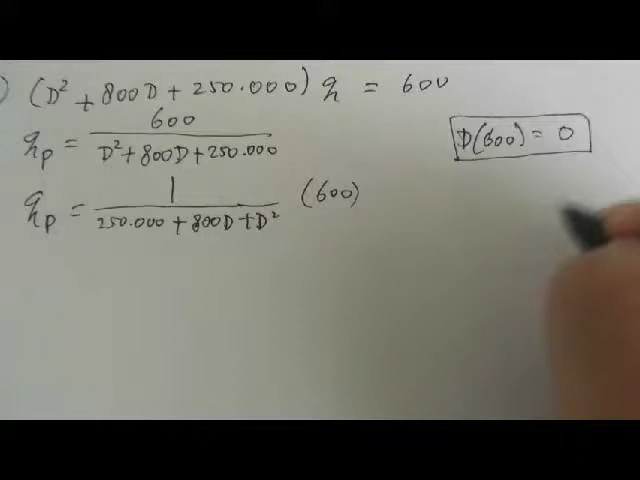 ) (D² + 800D + 250.000) q = 600
qp = 600 / D²+800D+250.000
D(600) = 0
qp = 1 / 250.000 + 800D + D² (600)